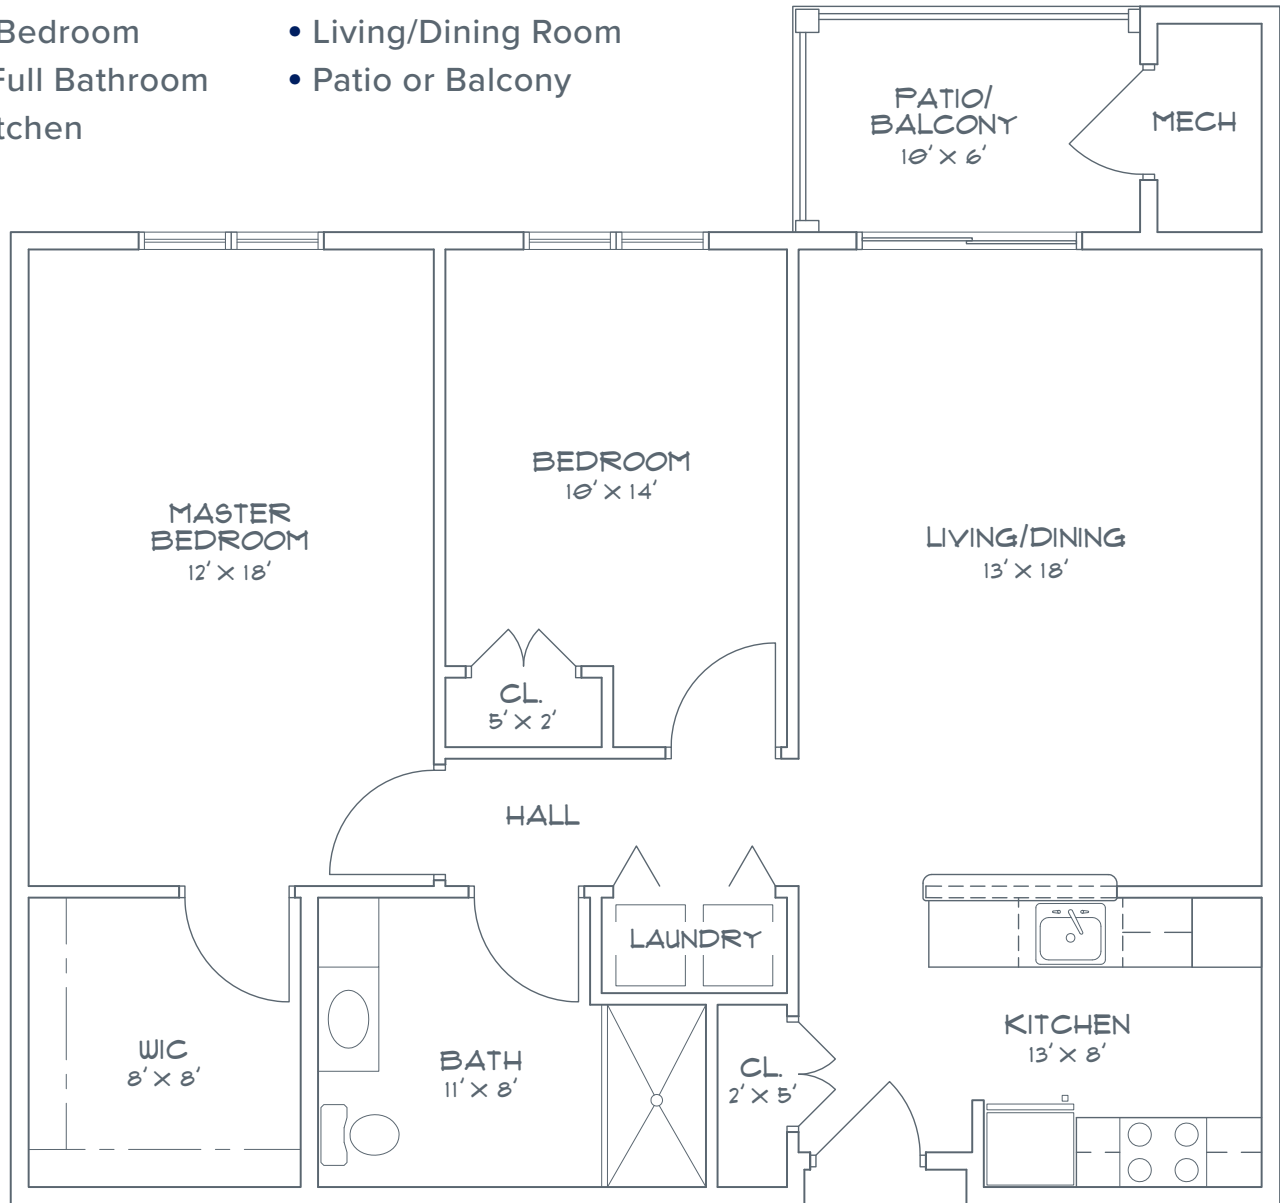 Bedroom
Full Bathroom
tchen
• Living/Dining Room
• Patio or Balcony
PATIO/
BALCONY
10' X 6'
MECH
BEDROOM
10' X 14'
MASTER
BEDROOM
12' X 18'
LIVING/DINING
13' X 18'
CL.
5' X 2'
HALL
LAUNDRY
WIC
8' X 8'
BATH
11' X 8'
CL.
2' X 5'
KITCHEN
13' X 8'